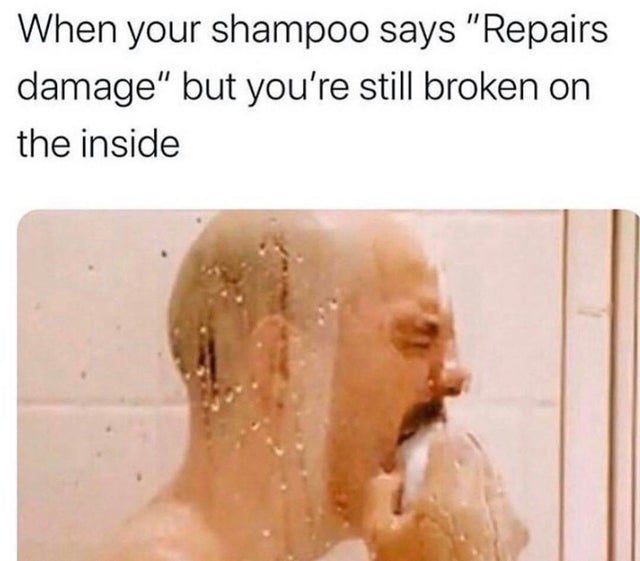 When your shampoo says "Repairs
damage" but you're still broken on
the inside